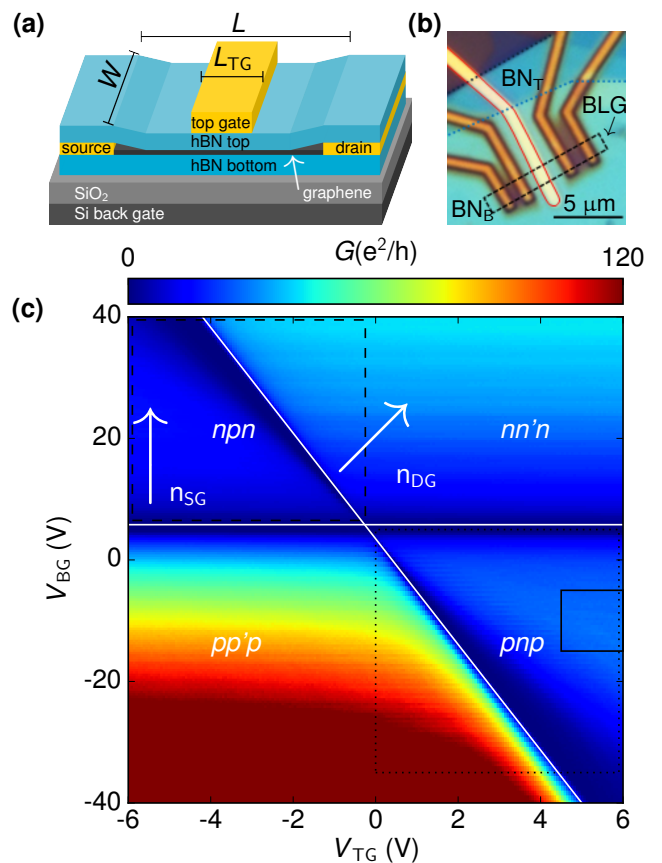 (a)
L
W
L_TG
top gate
hBN top
source
drain
hBN bottom
graphene
SiO₂
Si back gate
(b)
BN_T
BLG
BN_B
5 μm
G(e²/h)
0
120
(c)
40
20
0
-20
-40
V_BG (V)
npn
nn'n
n_SG
n_DG
pp'p
pnp
-6 -4 -2 0 2 4 6
V_TG (V)